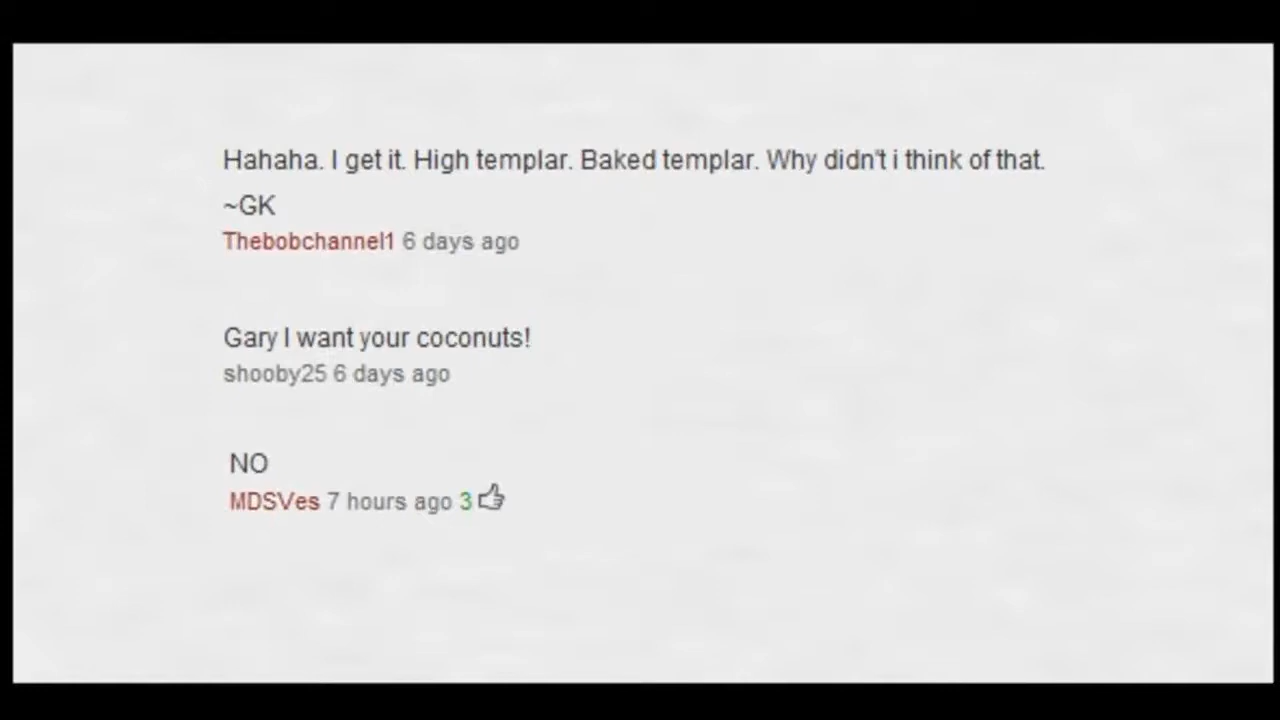 Hahaha. I get it. High templar. Baked templar. Why didn't i think of that.
~GK
Thebobchannel1 6 days ago
Gary I want your coconuts!
shooby25 6 days ago
NO
MDSVes 7 hours ago 3